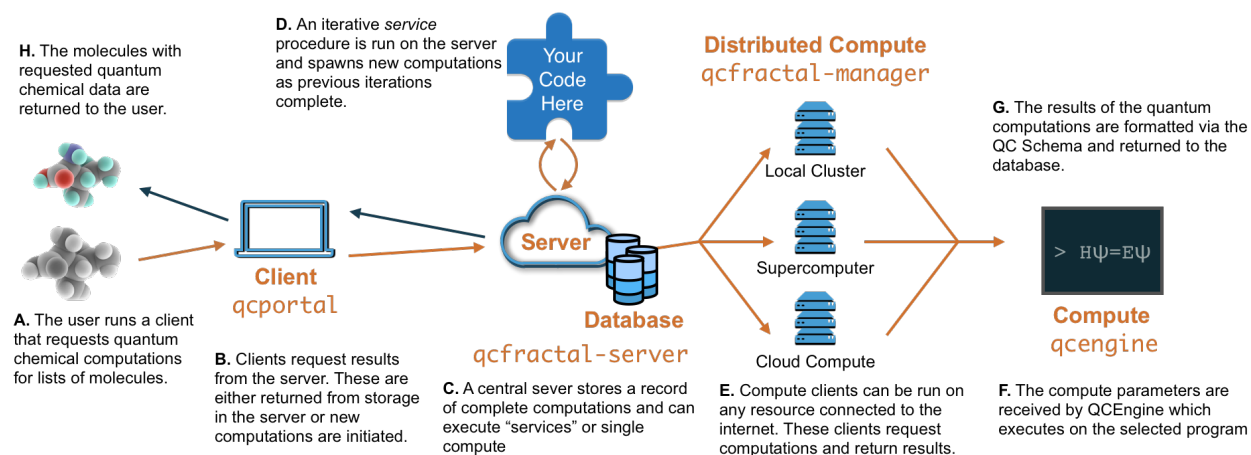 H. The molecules with
requested quantum
chemical data are
returned to the user.
D. An iterative service
procedure is run on the server
and spawns new computations
as previous iterations
complete.
Your
Code
Here
Distributed Compute
qcfractal-manager
Local Cluster
Supercomputer
Cloud Compute
G. The results of the quantum
computations are formatted via the
QC Schema and returned to the
database.
> Hψ=Eψ
Compute
qcengine
Client
qcportal
Server
Database
qcfractal-server
A. The user runs a client
that requests quantum
chemical computations
for lists of molecules.
B. Clients request results
from the server. These are
either returned from storage
in the server or new
computations are initiated.
C. A central sever stores a record
of complete computations and can
execute “services” or single
compute
E. Compute clients can be run on
any resource connected to the
internet. These clients request
computations and return results.
F. The compute parameters are
received by QCEngine which
executes on the selected program